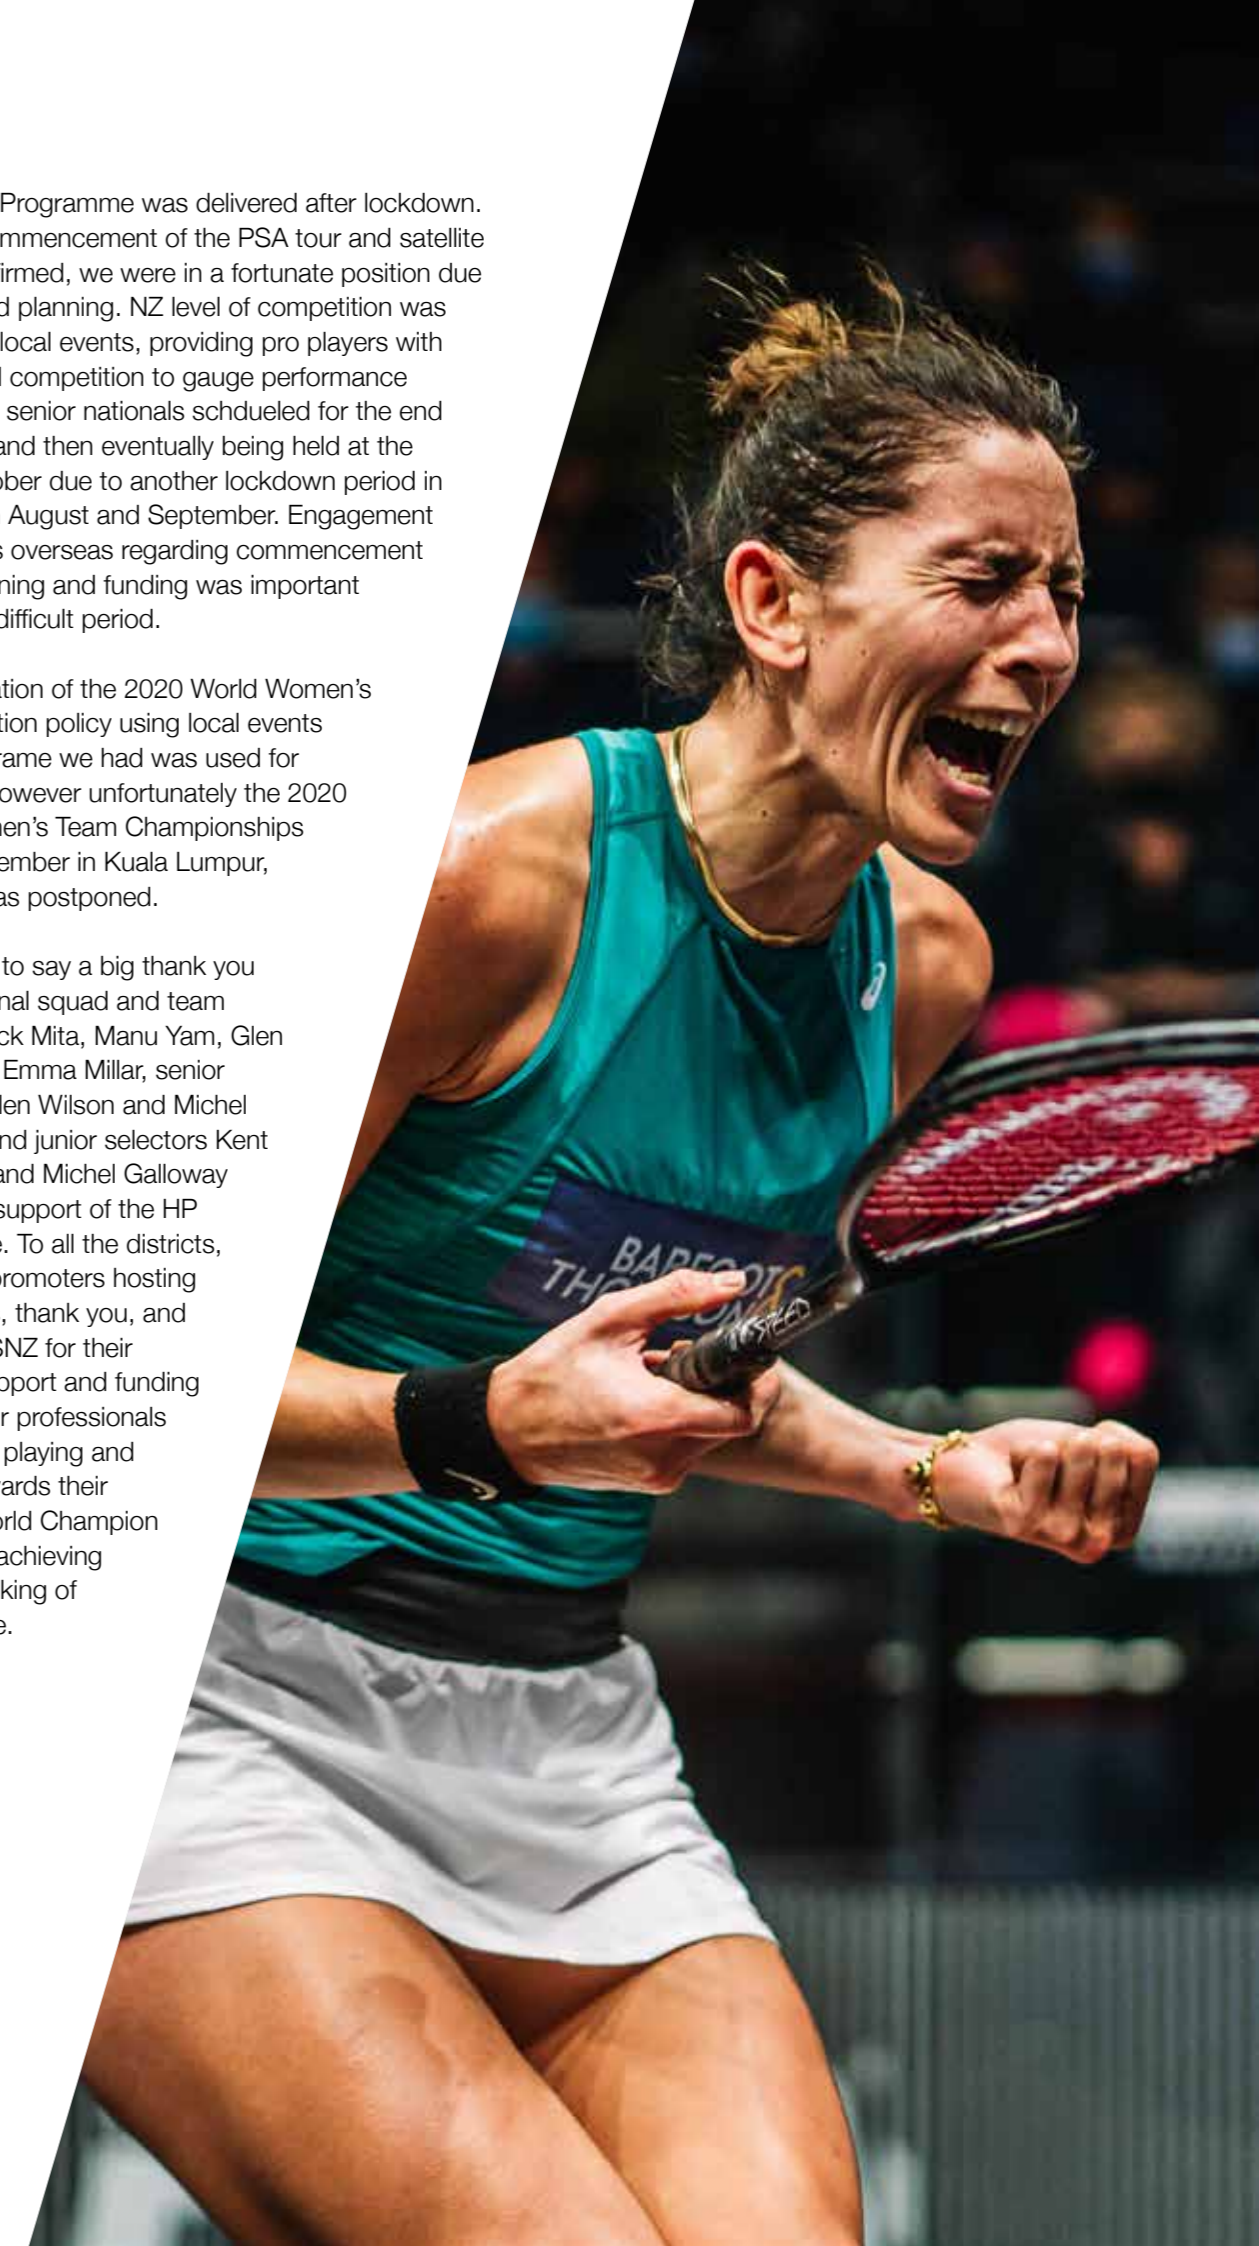 Programme was delivered after lockdown.
mmencement of the PSA tour and satellite
irmed, we were in a fortunate position due
d planning. NZ level of competition was
local events, providing pro players with
l competition to gauge performance
senior nationals schdueled for the end
and then eventually being held at the
ober due to another lockdown period in
August and September. Engagement
s overseas regarding commencement
ning and funding was important
difficult period.
ation of the 2020 World Women's
tion policy using local events
rame we had was used for
owever unfortunately the 2020
en's Team Championships
ember in Kuala Lumpur,
as postponed.
to say a big thank you
nal squad and team
ck Mita, Manu Yam, Glen
Emma Millar, senior
len Wilson and Michel
nd junior selectors Kent
and Michel Galloway
support of the HP
e. To all the districts,
promoters hosting
, thank you, and
SNZ for their
pport and funding
r professionals
playing and
ards their
orld Champion
achieving
king of
e.